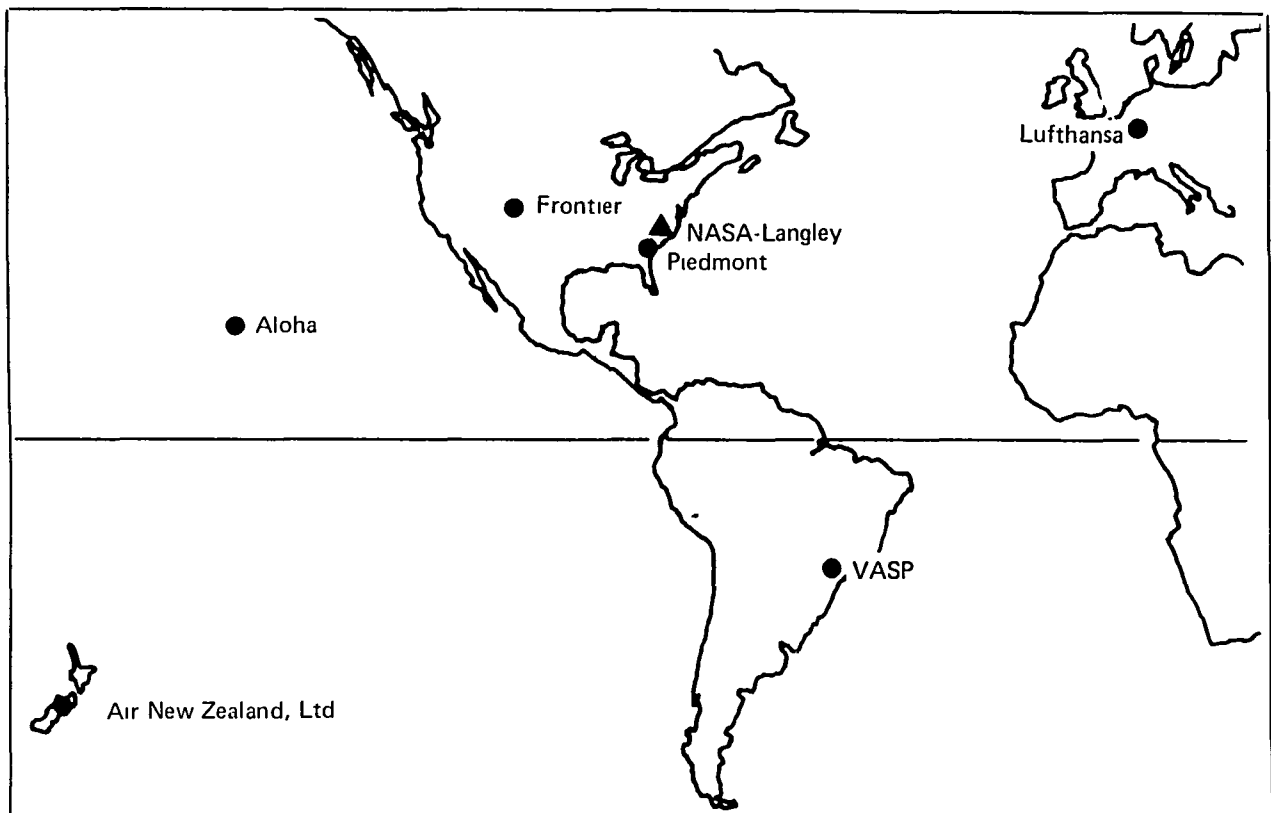 Lufthansa
Frontier
NASA-Langley
Piedmont
Aloha
VASP
Air New Zealand, Ltd